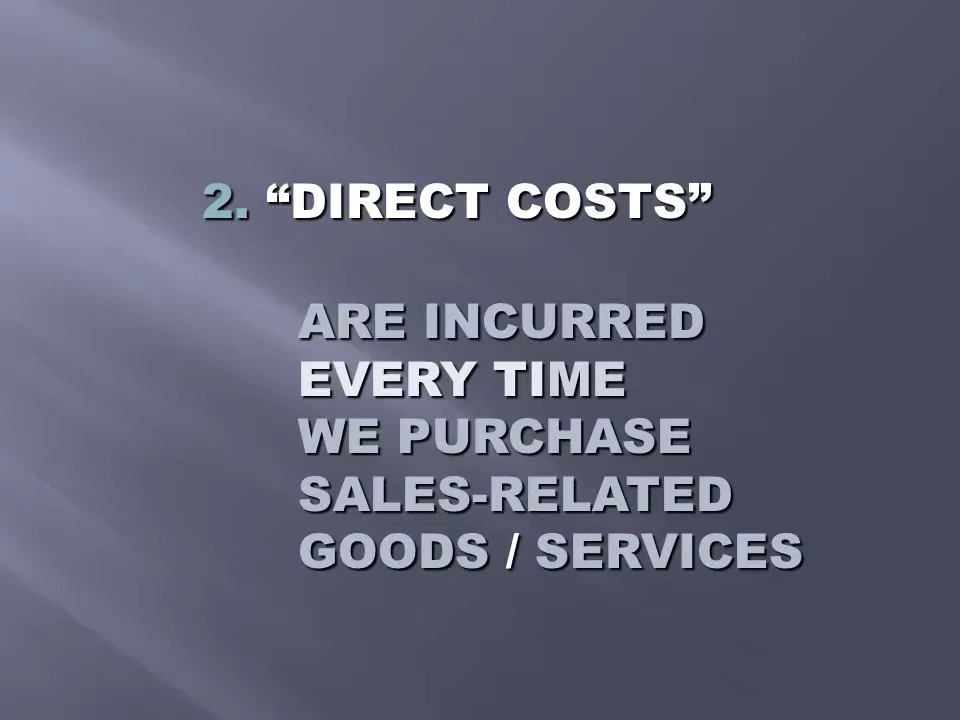 2. “DIRECT COSTS”
ARE INCURRED
EVERY TIME
WE PURCHASE
SALES-RELATED
GOODS / SERVICES